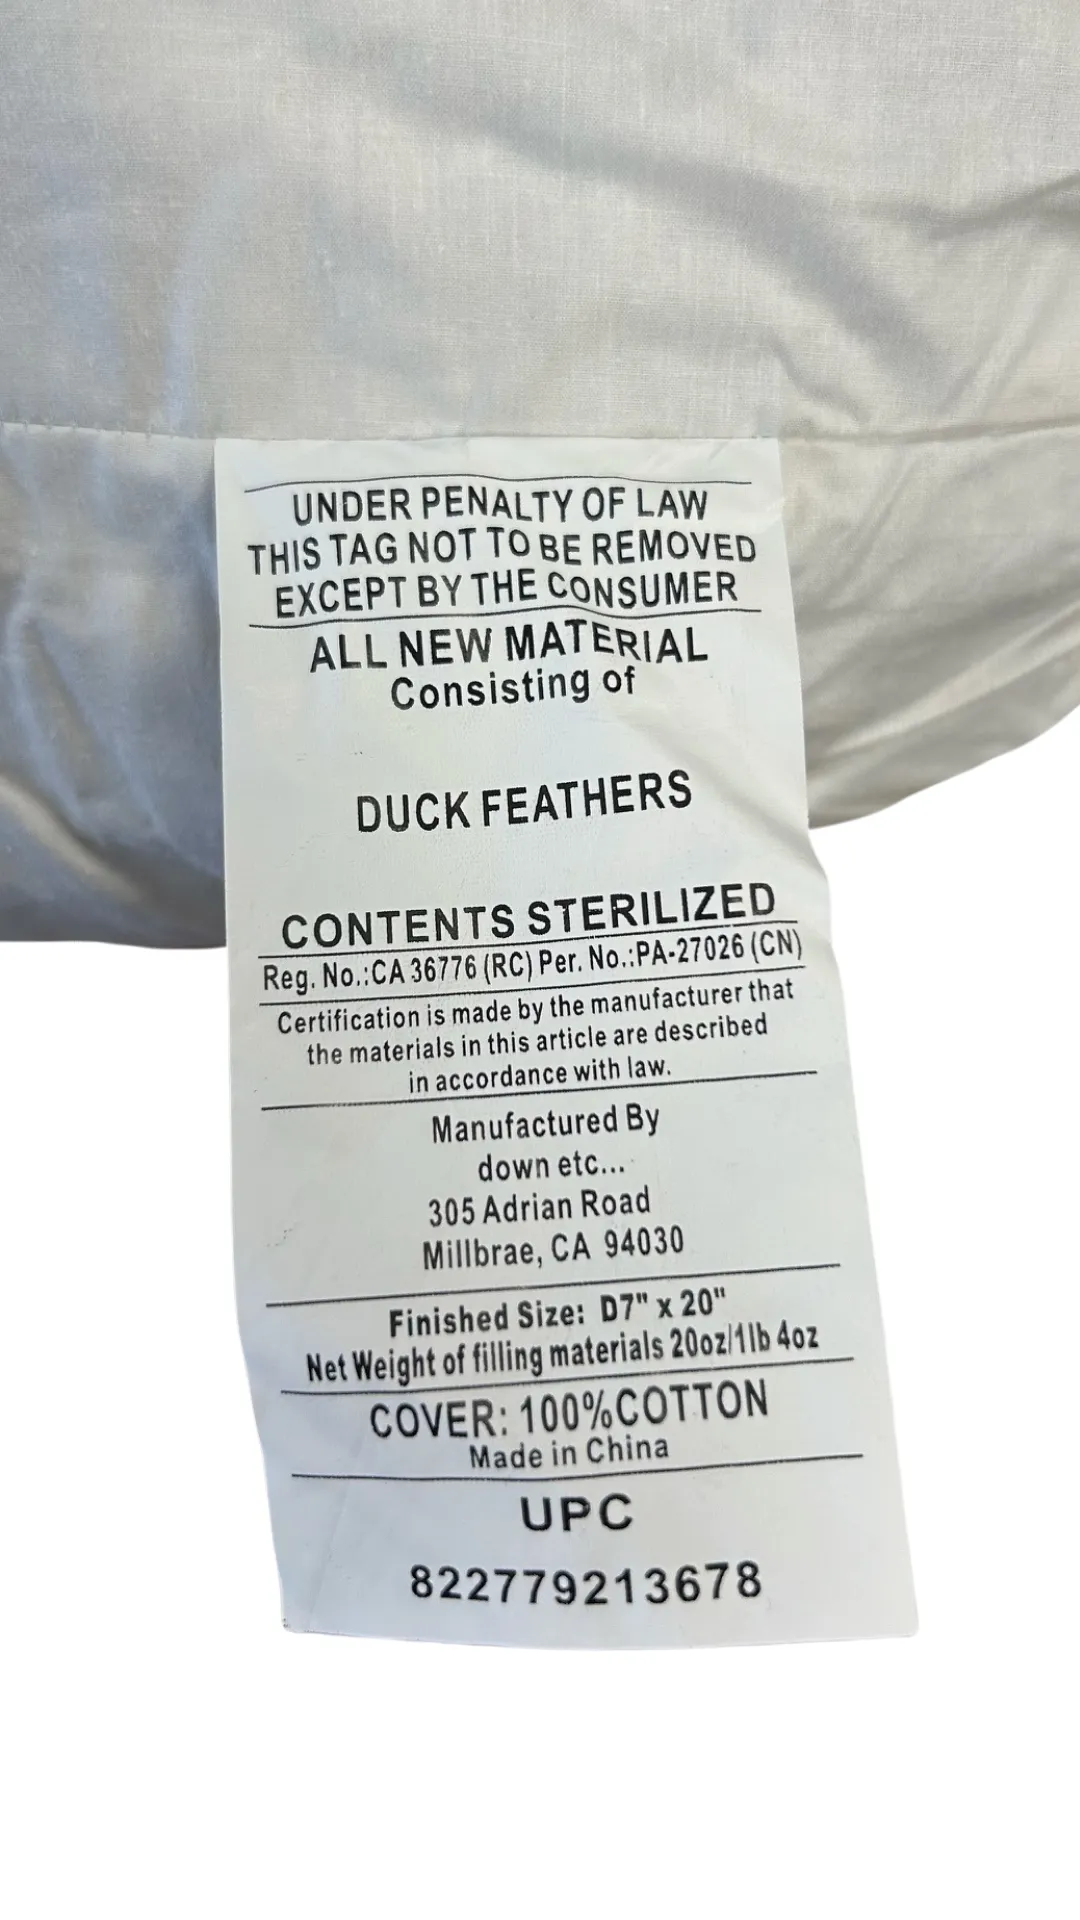 UNDER PENALTY OF LAW
THIS TAG NOT TO BE REMOVED
EXCEPT BY THE CONSUMER
ALL NEW MATERIAL
Consisting of
DUCK FEATHERS
CONTENTS STERILIZED
Reg. No.:CA 36776 (RC) Per. No.:PA-27026 (CN)
Certification is made by the manufacturer that
the materials in this article are described
in accordance with law.
Manufactured By
down etc...
305 Adrian Road
Millbrae, CA 94030
Finished Size: D7" x 20"
Net Weight of filling materials 20oz/1lb 4oz
COVER: 100%COTTON
Made in China
UPC
822779213678